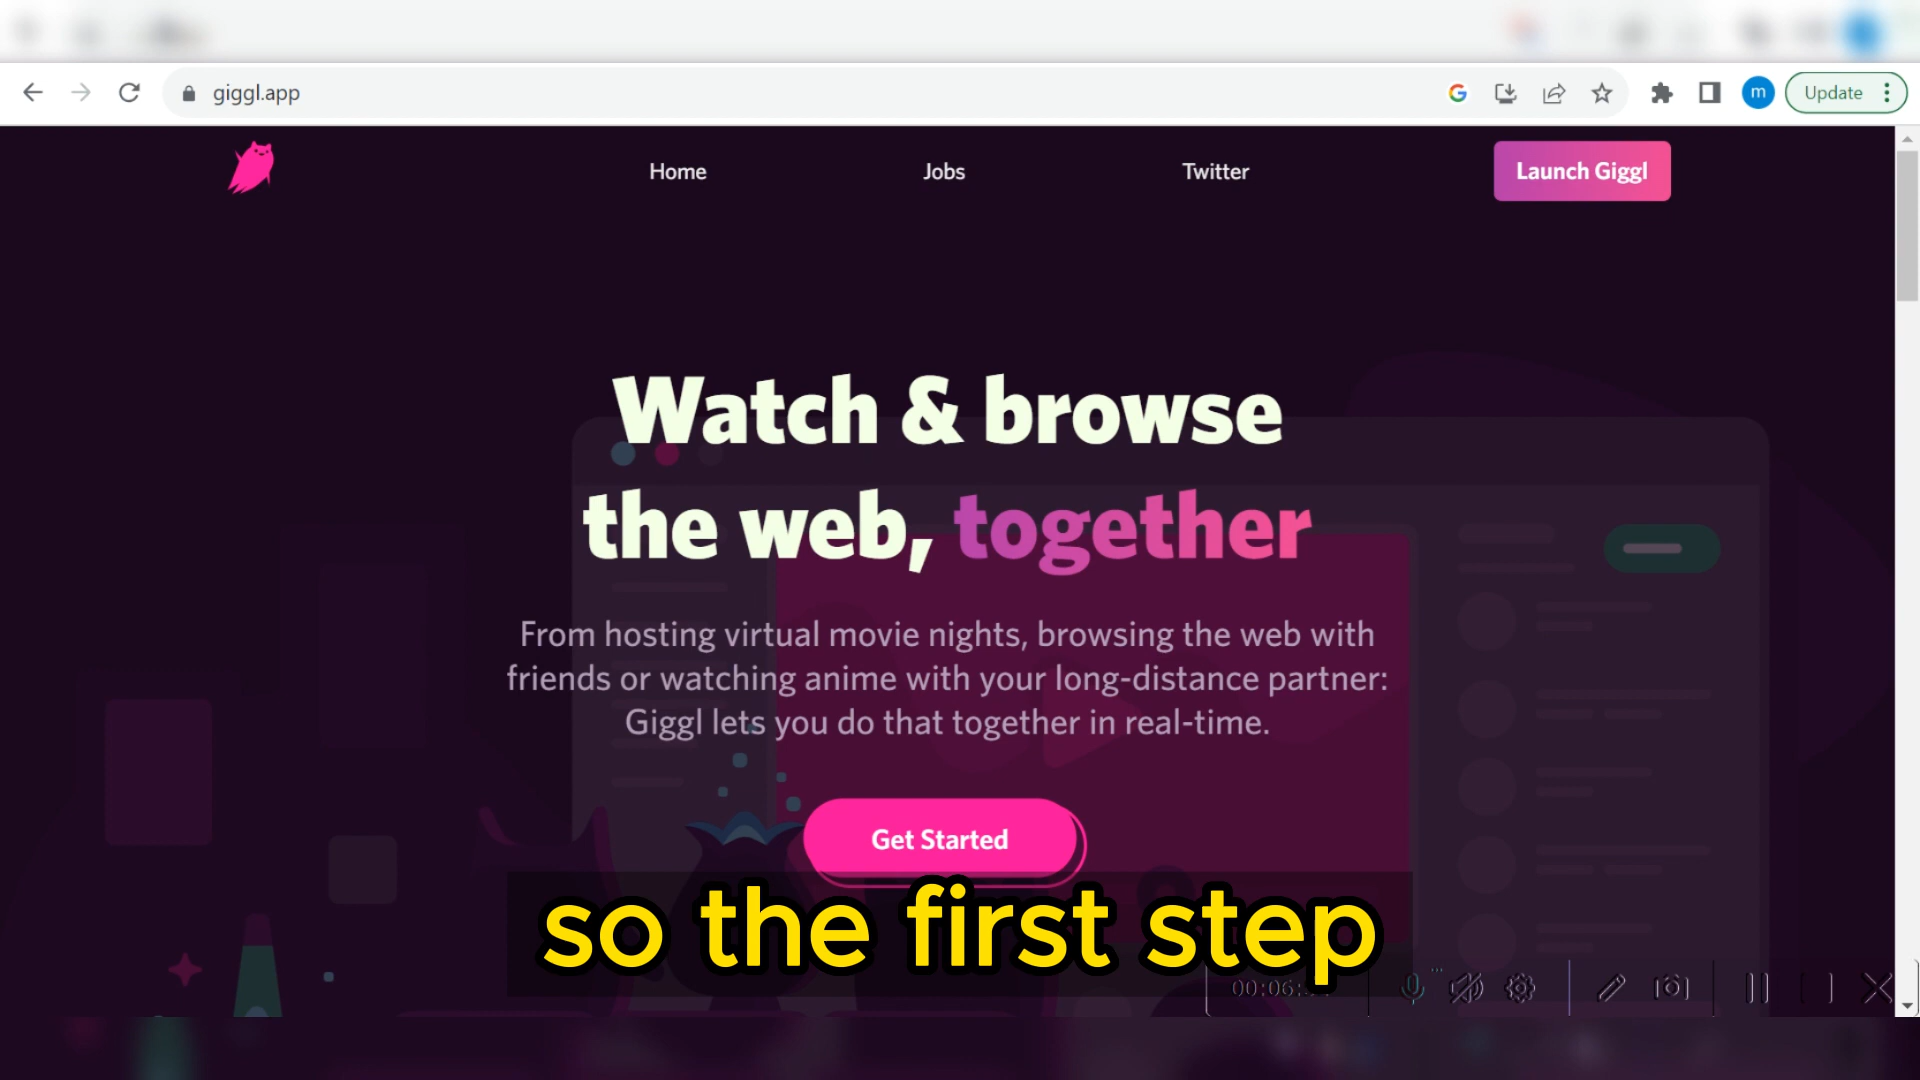 giggl.app
m
Update
Home
Jobs
Twitter
Launch Giggl
Watch & browse
the web, together
From hosting virtual movie nights, browsing the web with
friends or watching anime with your long-distance partner:
Giggl lets you do that together in real-time.
Get Started
so the first step